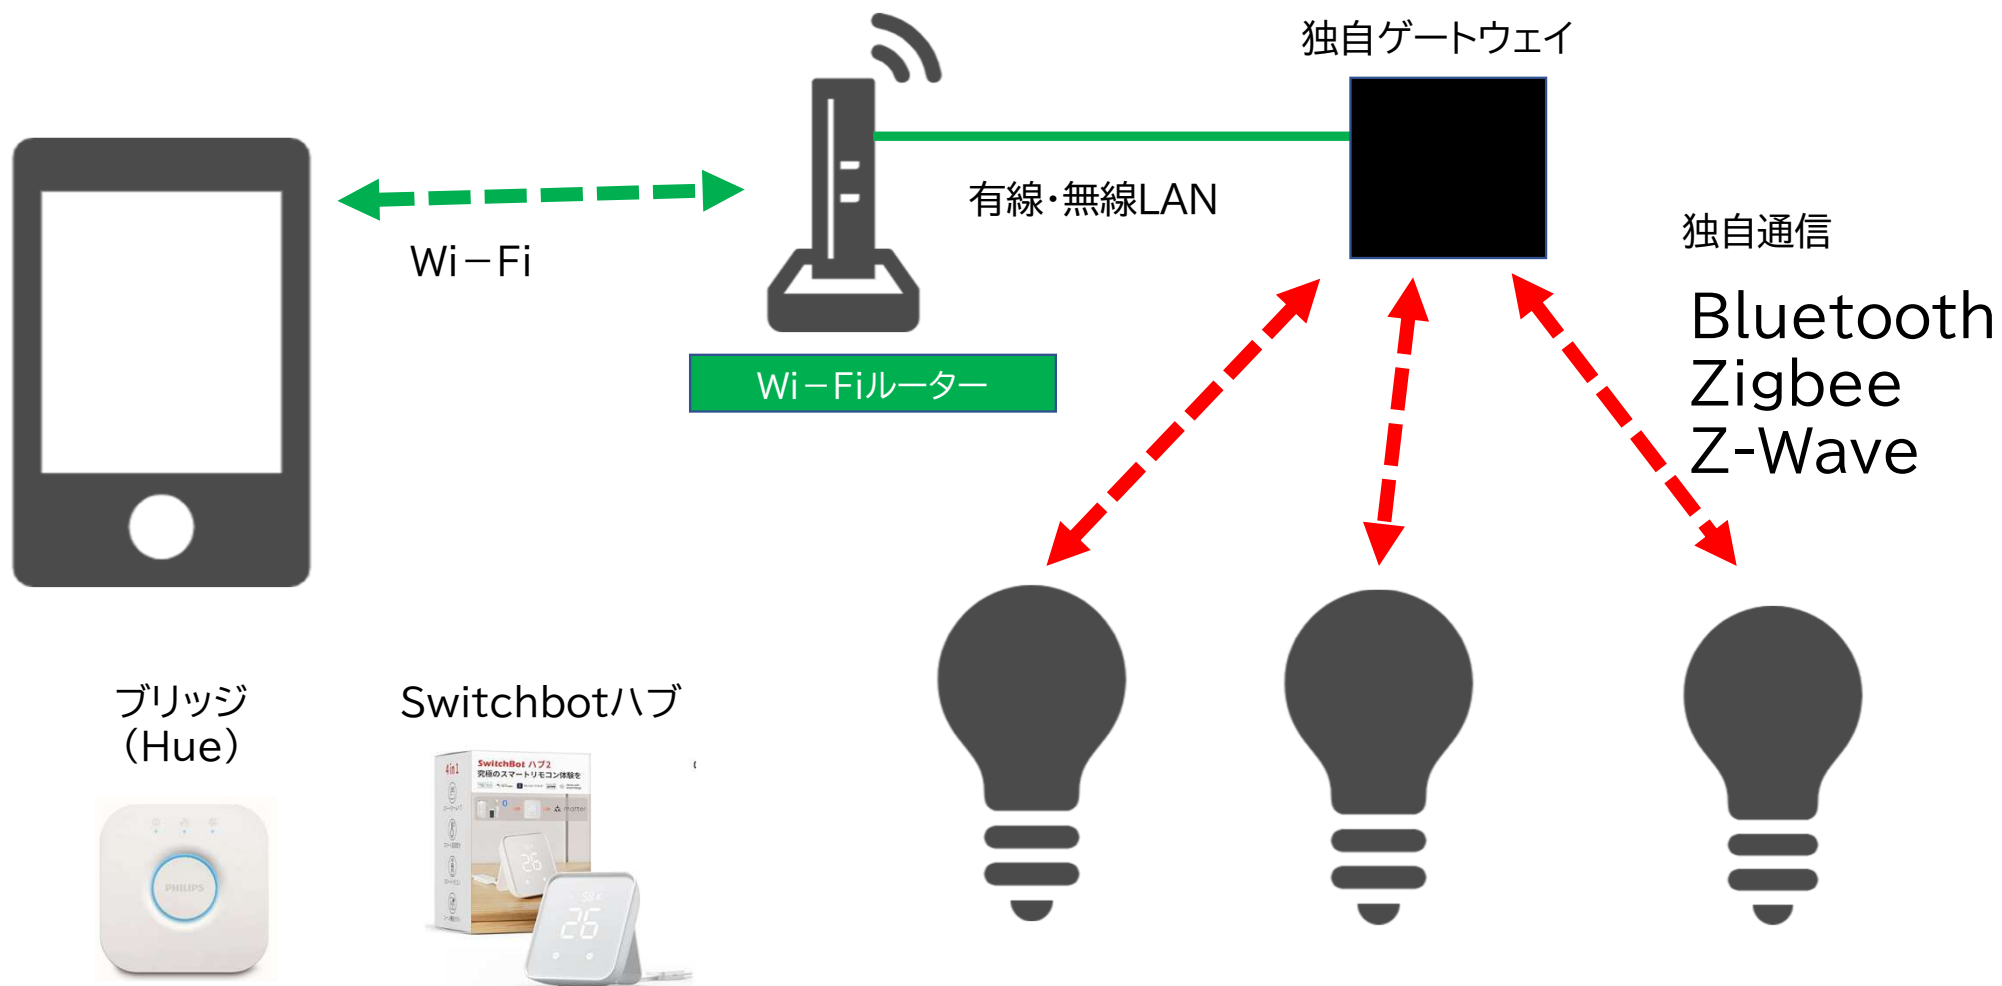 独自ゲートウェイ
有線・無線LAN
独自通信
Wi－Fi
Bluetooth
Zigbee
Z-Wave
Wi－Fiルーター
ブリッジ
（Hue）
Switchbotハブ
4in1
SwitchBot ハブ2
究極のスマートリモコン体験を
matter
26
PHILIPS
26